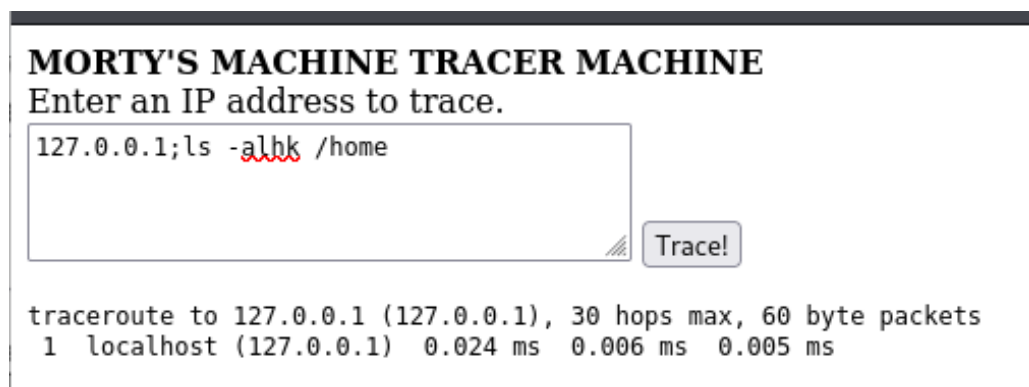 MORTY'S MACHINE TRACER MACHINE
Enter an IP address to trace.
127.0.0.1;ls -alhk /home
Trace!
traceroute to 127.0.0.1 (127.0.0.1), 30 hops max, 60 byte packets
1 localhost (127.0.0.1) 0.024 ms 0.006 ms 0.005 ms